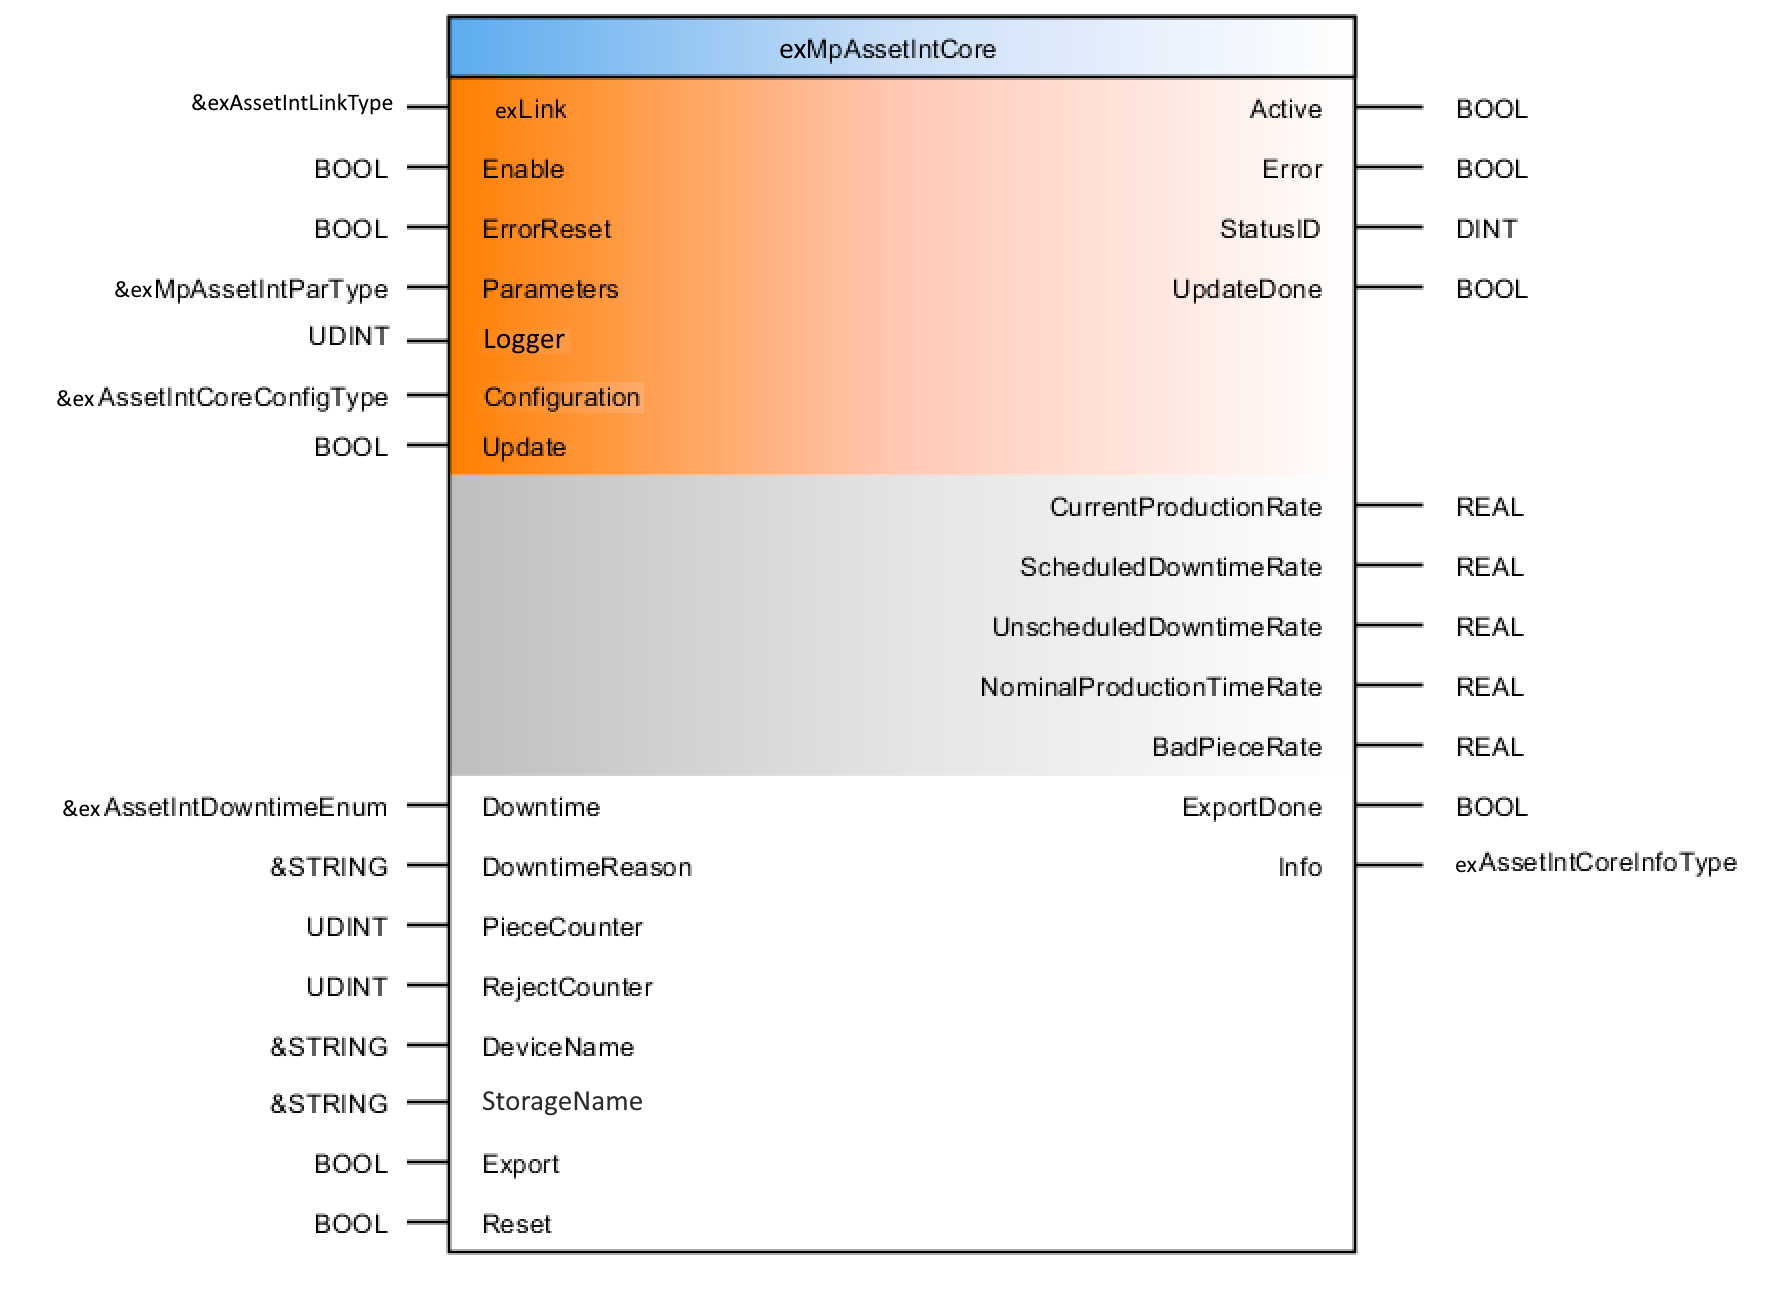 exMpAssetIntCore
&exAssetIntLinkType exLink Active BOOL
BOOL Enable Error BOOL
BOOL ErrorReset StatusID DINT
&exMpAssetIntParType Parameters UpdateDone BOOL
UDINT Logger
&exAssetIntCoreConfigType Configuration
BOOL Update
CurrentProductionRate REAL
ScheduledDowntimeRate REAL
UnscheduledDowntimeRate REAL
NominalProductionTimeRate REAL
BadPieceRate REAL
&exAssetIntDowntimeEnum Downtime ExportDone BOOL
&STRING DowntimeReason Info exAssetIntCoreInfoType
UDINT PieceCounter
UDINT RejectCounter
&STRING DeviceName
&STRING StorageName
BOOL Export
BOOL Reset